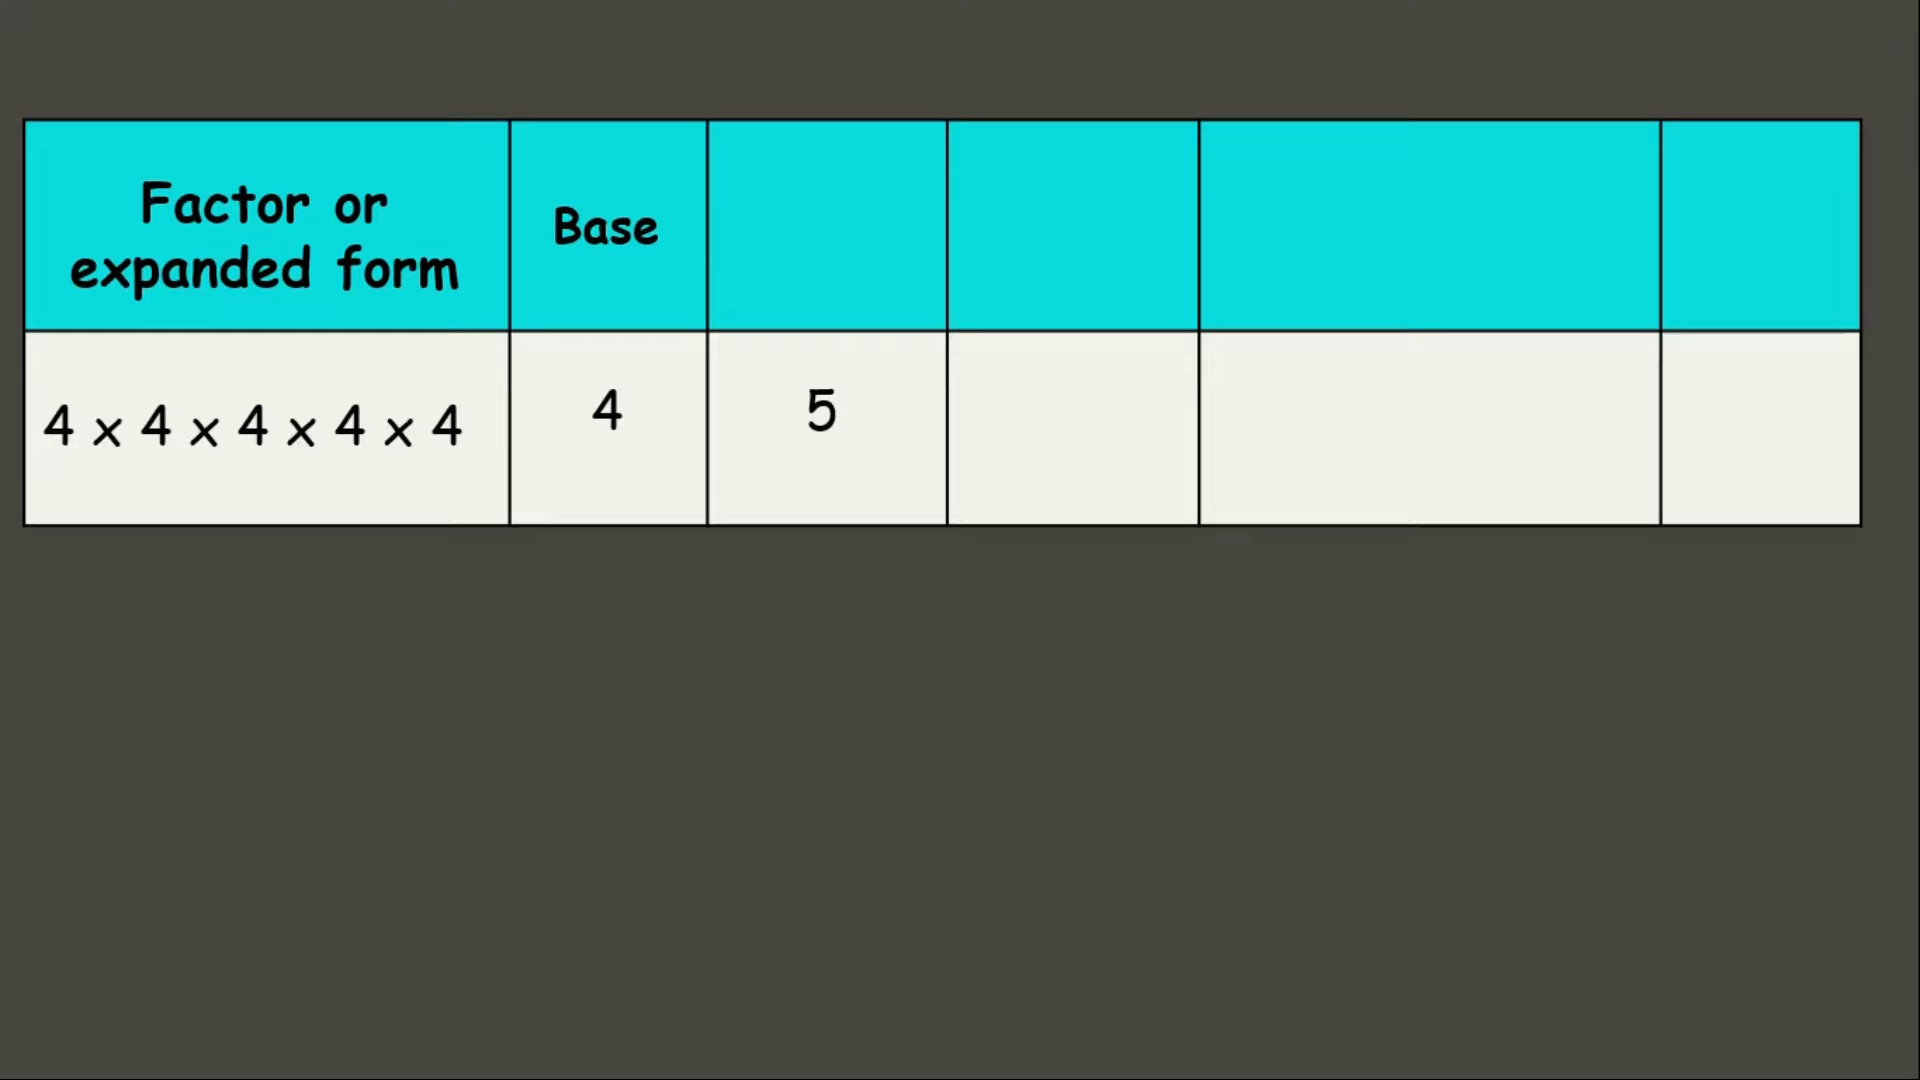 Factor or
expanded form
Base
4 x 4 x 4 x 4 x 4
4
5